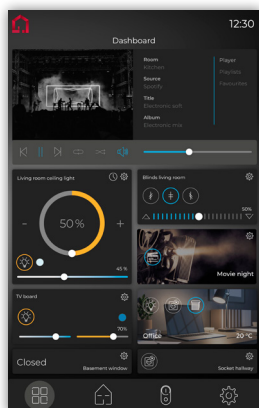 12:30
Dashboard
Room
Kitchen
Player
Playlists
Source
Spotify
Favourites
Title
Electronic wifi
Album
Electronic mix
Living room ceiling light
Blinds living room
50%
- 50 % +
45 %
Movie night
TV board
70%
Office
20 °C
Closed
Basement window
Socket hallway